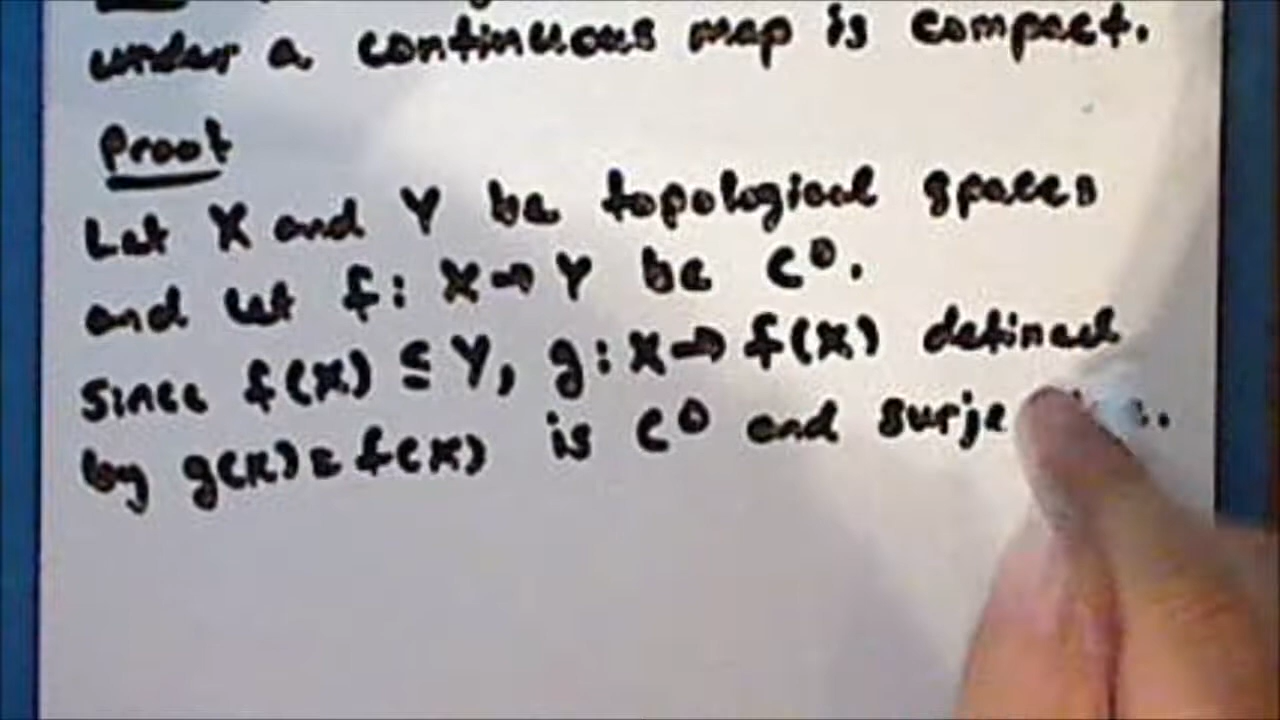 under a continuous map is compact.
Proof
Let X and Y be topological spaces
and let f: X→Y be C⁰.
Since f(X) ⊆ Y, g: X→f(X) defined
by g(x)=f(x) is C⁰ and